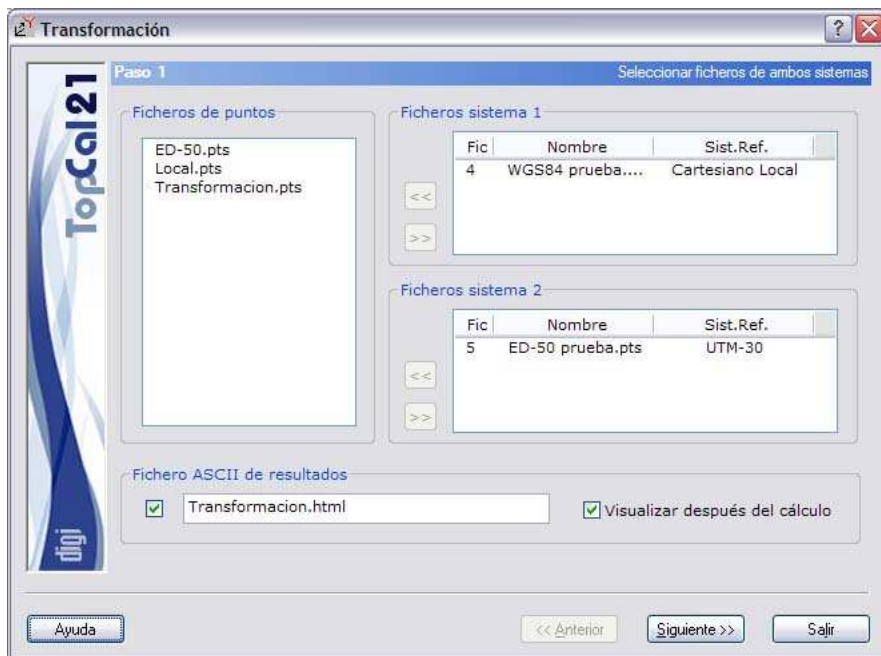 Transformación
TopCal21
digi
Paso 1
Seleccionar ficheros de ambos sistemas
Ficheros de puntos
ED-50.pts
Local.pts
Transformacion.pts
Ficheros sistema 1
Fic Nombre Sist.Ref.
4 WGS84 prueba.... Cartesiano Local
<<
>>
Ficheros sistema 2
Fic Nombre Sist.Ref.
5 ED-50 prueba.pts UTM-30
<<
>>
Fichero ASCII de resultados
Transformacion.html
Visualizar después del cálculo
Ayuda
<< Anterior
Siguiente >>
Salir